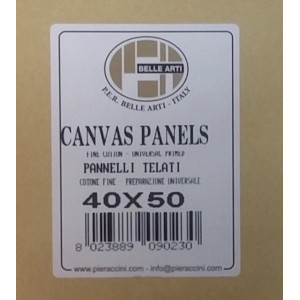 BELLE ARTI
P.E.R. BELLE ARTI - ITALY
CANVAS PANELS
FINE COTTON - UNIVERSAL PRIMED
PANNELLI TELATI
COTONE FINE - PREPARAZIONE UNIVERSALE
40X50
8 023889 090230
www.pieraccini.com - info@pieraccini.com